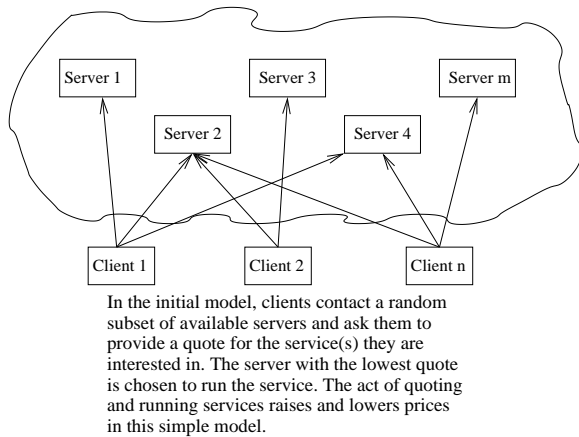 Server 1
Server 3
Server m
Server 2
Server 4
Client 1
Client 2
Client n
In the initial model, clients contact a random
subset of available servers and ask them to
provide a quote for the service(s) they are
interested in. The server with the lowest quote
is chosen to run the service. The act of quoting
and running services raises and lowers prices
in this simple model.